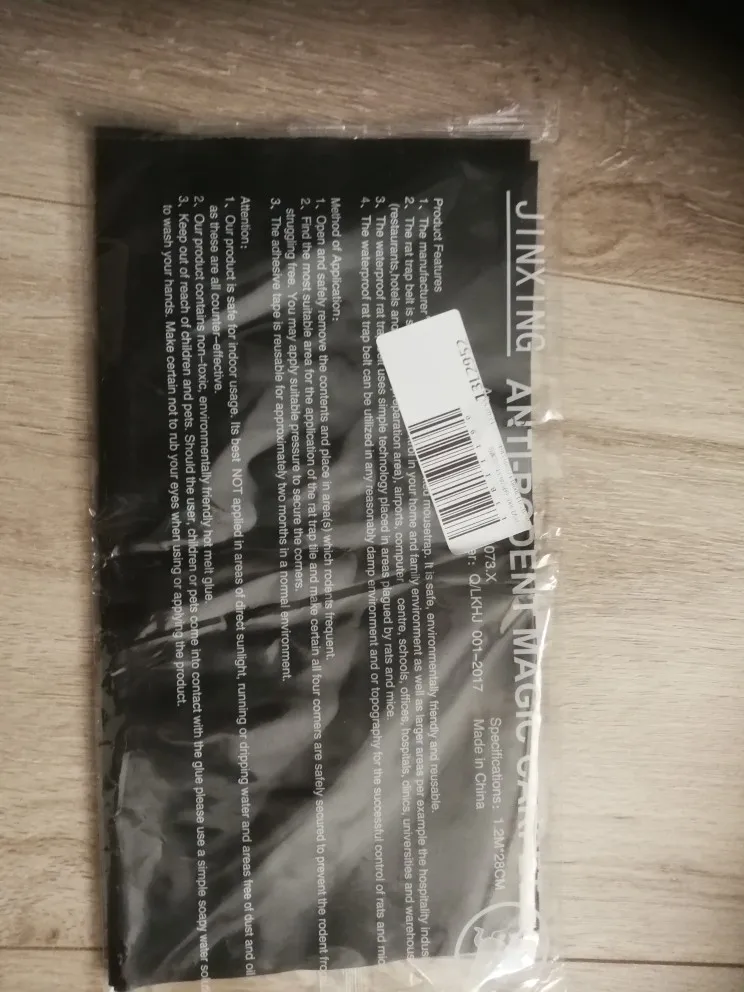 JINXING ANTI-RODENT MAGIC CAR
Specifications: 1.2M*28CM
073.X
Q/LKHJ 001-2017
Made in China
131292
Product Features
1、The manufacturer mousetrap. It is safe, environmentally friendly and reusable.
2、The rat trap belt is in your home and family environment as well as larger areas per example the hospitality indus
(restaurants,hotels and area), airports, computer centre, schools, offices, hospitals, clinics, universities and warehous
3、The waterproof rat uses simple technology placed in areas plagued by rats and mice.
4、The waterproof rat trap belt can be utilized in any reasonably damp environment and or topography for the successful control of rats and mic
Method of Application:
1、Open and safely remove the contents and place in area(s) which rodents frequent.
2、Find the most suitable area for the application of the rat trap tile and make certain all four corners are safely secured to prevent the rodent fro
struggling free. You may apply suitable pressure to secure the corners.
3、The adhesive tape is reusable for approximately two months in a normal environment.
Attention:
1、Our product is safe for indoor usage. Its best NOT applied in areas of direct sunlight, running or dripping water and areas free of dust and oil
as these are all counter-effective.
2、Our product contains non-toxic, environmentally friendly hot melt glue.
3、Keep out of reach of children and pets. Should the user, children or pets come into contact with the glue please use a simple soapy water so
to wash your hands. Make certain not to rub your eyes when using or applying the product.